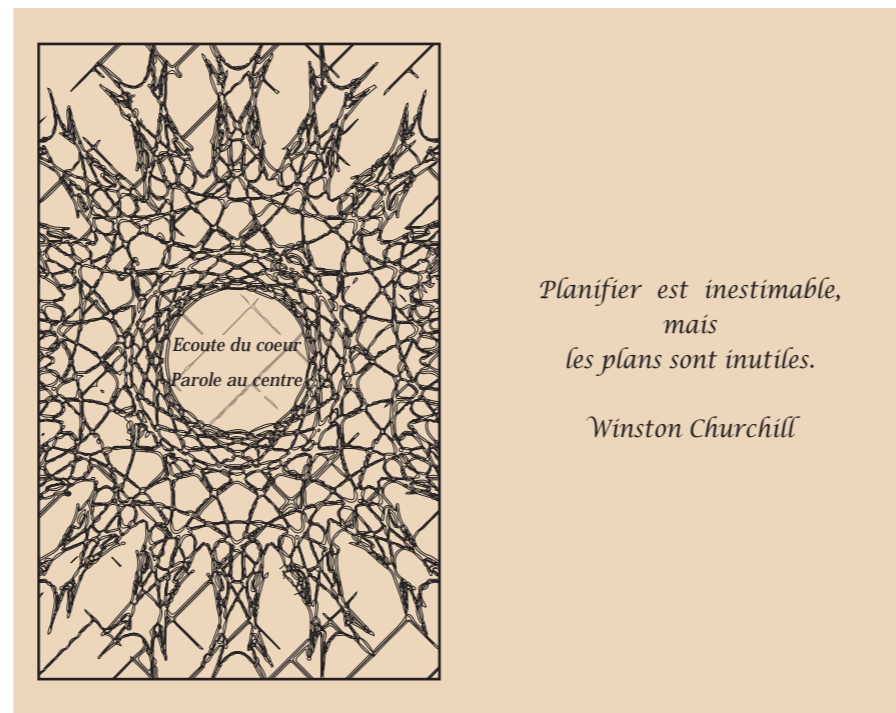 Ecoute du coeur
Parole au centre
Planifier est inestimable,
mais
les plans sont inutiles.
Winston Churchill